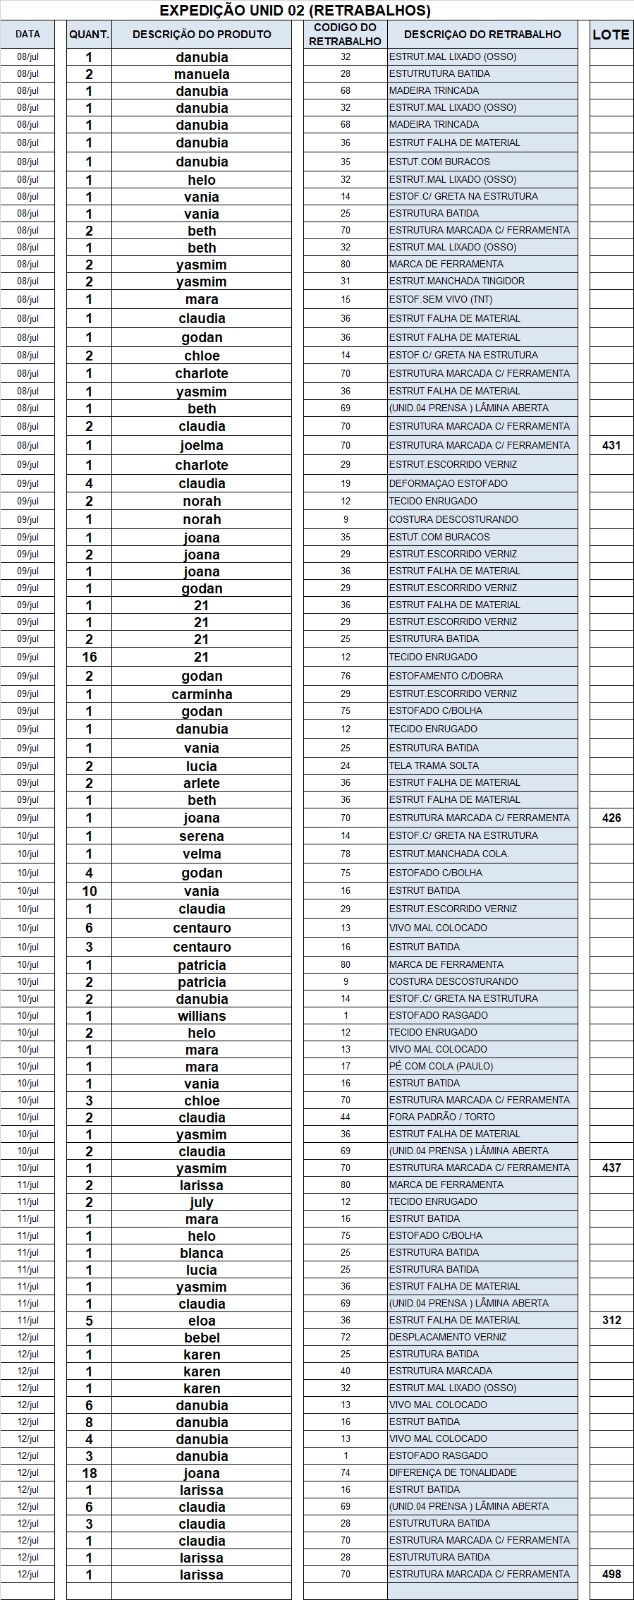 EXPEDIÇÃO UNID 02 (RETRABALHOS)
DATA QUANT. DESCRIÇÃO DO PRODUTO CODIGO DO RETRABALHO DESCRIÇAO DO RETRABALHO LOTE
08/jul 1 danubia 32 ESTRUT.MAL LIXADO (OSSO)
08/jul 2 manuela 28 ESTUTRUTURA BATIDA
08/jul 1 danubia 68 MADEIRA TRINCADA
08/jul 1 danubia 32 ESTRUT.MAL LIXADO (OSSO)
08/jul 1 danubia 68 MADEIRA TRINCADA
08/jul 1 danubia 36 ESTRUT FALHA DE MATERIAL
08/jul 1 danubia 35 ESTUT.COM BURACOS
08/jul 1 helo 32 ESTRUT.MAL LIXADO (OSSO)
08/jul 1 vania 14 ESTOF.C/ GRETA NA ESTRUTURA
08/jul 1 vania 25 ESTRUTURA BATIDA
08/jul 2 beth 70 ESTRUTURA MARCADA C/ FERRAMENTA
08/jul 1 beth 32 ESTRUT.MAL LIXADO (OSSO)
08/jul 2 yasmim 80 MARCA DE FERRAMENTA
08/jul 2 yasmim 31 ESTRUT.MANCHADA TINGIDOR
08/jul 1 mara 15 ESTOF.SEM VIVO (TNT)
08/jul 1 claudia 36 ESTRUT FALHA DE MATERIAL
08/jul 1 godan 36 ESTRUT FALHA DE MATERIAL
08/jul 2 chloe 14 ESTOF.C/ GRETA NA ESTRUTURA
08/jul 1 charlote 70 ESTRUTURA MARCADA C/ FERRAMENTA
08/jul 1 yasmim 36 ESTRUT FALHA DE MATERIAL
08/jul 1 beth 69 (UNID.04 PRENSA ) LÂMINA ABERTA
08/jul 2 claudia 70 ESTRUTURA MARCADA C/ FERRAMENTA
08/jul 1 joelma 70 ESTRUTURA MARCADA C/ FERRAMENTA 431
09/jul 1 charlote 29 ESTRUT.ESCORRIDO VERNIZ
09/jul 4 claudia 19 DEFORMAÇAO ESTOFADO
09/jul 2 norah 12 TECIDO ENRUGADO
09/jul 1 norah 9 COSTURA DESCOSTURANDO
09/jul 1 joana 35 ESTUT.COM BURACOS
09/jul 2 joana 29 ESTRUT.ESCORRIDO VERNIZ
09/jul 1 joana 36 ESTRUT FALHA DE MATERIAL
09/jul 1 godan 29 ESTRUT.ESCORRIDO VERNIZ
09/jul 1 21 36 ESTRUT FALHA DE MATERIAL
09/jul 1 21 29 ESTRUT.ESCORRIDO VERNIZ
09/jul 2 21 25 ESTRUTURA BATIDA
09/jul 16 21 12 TECIDO ENRUGADO
09/jul 2 godan 76 ESTOFAMENTO C/DOBRA
09/jul 1 carminha 29 ESTRUT.ESCORRIDO VERNIZ
09/jul 1 godan 75 ESTOFADO C/BOLHA
09/jul 1 danubia 12 TECIDO ENRUGADO
09/jul 1 vania 25 ESTRUTURA BATIDA
09/jul 2 lucia 24 TELA TRAMA SOLTA
09/jul 2 arlete 36 ESTRUT FALHA DE MATERIAL
09/jul 1 beth 36 ESTRUT FALHA DE MATERIAL
09/jul 1 joana 70 ESTRUTURA MARCADA C/ FERRAMENTA 426
10/jul 1 serena 14 ESTOF.C/ GRETA NA ESTRUTURA
10/jul 1 velma 78 ESTRUT.MANCHADA COLA.
10/jul 4 godan 75 ESTOFADO C/BOLHA
10/jul 10 vania 16 ESTRUT BATIDA
10/jul 1 claudia 29 ESTRUT.ESCORRIDO VERNIZ
10/jul 6 centauro 13 VIVO MAL COLOCADO
10/jul 3 centauro 16 ESTRUT BATIDA
10/jul 1 patricia 80 MARCA DE FERRAMENTA
10/jul 2 patricia 9 COSTURA DESCOSTURANDO
10/jul 2 danubia 14 ESTOF.C/ GRETA NA ESTRUTURA
10/jul 1 willians 1 ESTOFADO RASGADO
10/jul 2 helo 12 TECIDO ENRUGADO
10/jul 1 mara 13 VIVO MAL COLOCADO
10/jul 1 mara 17 PÉ COM COLA (PAULO)
10/jul 1 vania 16 ESTRUT BATIDA
10/jul 3 chloe 70 ESTRUTURA MARCADA C/ FERRAMENTA
10/jul 2 claudia 44 FORA PADRÃO / TORTO
10/jul 1 yasmim 36 ESTRUT FALHA DE MATERIAL
10/jul 2 claudia 69 (UNID.04 PRENSA ) LÂMINA ABERTA
10/jul 1 yasmim 70 ESTRUTURA MARCADA C/ FERRAMENTA 437
11/jul 2 larissa 80 MARCA DE FERRAMENTA
11/jul 2 july 12 TECIDO ENRUGADO
11/jul 1 mara 16 ESTRUT BATIDA
11/jul 1 helo 75 ESTOFADO C/BOLHA
11/jul 1 blanca 25 ESTRUTURA BATIDA
11/jul 1 lucia 25 ESTRUTURA BATIDA
11/jul 1 yasmim 36 ESTRUT FALHA DE MATERIAL
11/jul 1 claudia 69 (UNID.04 PRENSA ) LÂMINA ABERTA
11/jul 5 eloa 36 ESTRUT FALHA DE MATERIAL 312
12/jul 1 bebel 72 DESPLACAMENTO VERNIZ
12/jul 1 karen 25 ESTRUTURA BATIDA
12/jul 1 karen 40 ESTRUTURA MARCADA
12/jul 1 karen 32 ESTRUT.MAL LIXADO (OSSO)
12/jul 6 danubia 13 VIVO MAL COLOCADO
12/jul 8 danubia 16 ESTRUT BATIDA
12/jul 4 danubia 13 VIVO MAL COLOCADO
12/jul 3 danubia 1 ESTOFADO RASGADO
12/jul 18 joana 74 DIFERENÇA DE TONALIDADE
12/jul 1 larissa 16 ESTRUT BATIDA
12/jul 6 claudia 69 (UNID.04 PRENSA ) LÂMINA ABERTA
12/jul 3 claudia 28 ESTUTRUTURA BATIDA
12/jul 1 claudia 70 ESTRUTURA MARCADA C/ FERRAMENTA
12/jul 1 larissa 28 ESTUTRUTURA BATIDA
12/jul 1 larissa 70 ESTRUTURA MARCADA C/ FERRAMENTA 498